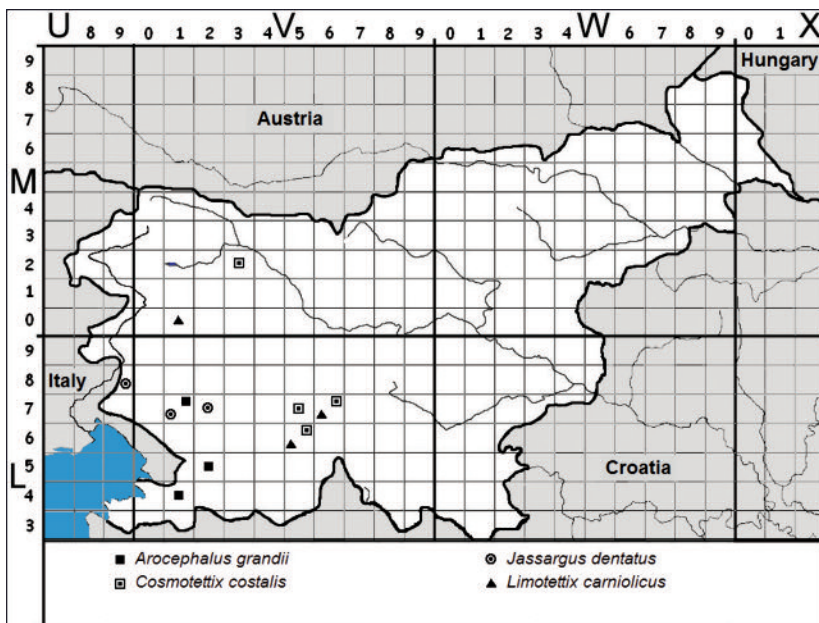 U 8 9 0 1 2 3 V 5 6 7 8 9 0 1 2 3 4 W 6 7 8 9 0 1 X
9
Hungary
8
7
Austria
6
M
4
3
2
1
0
9
Italy
8
7
6
5
Croatia
L
4
3
Arocephalus grandii
Jassargus dentatus
Cosmotettix costalis
Limotettix carniolicus